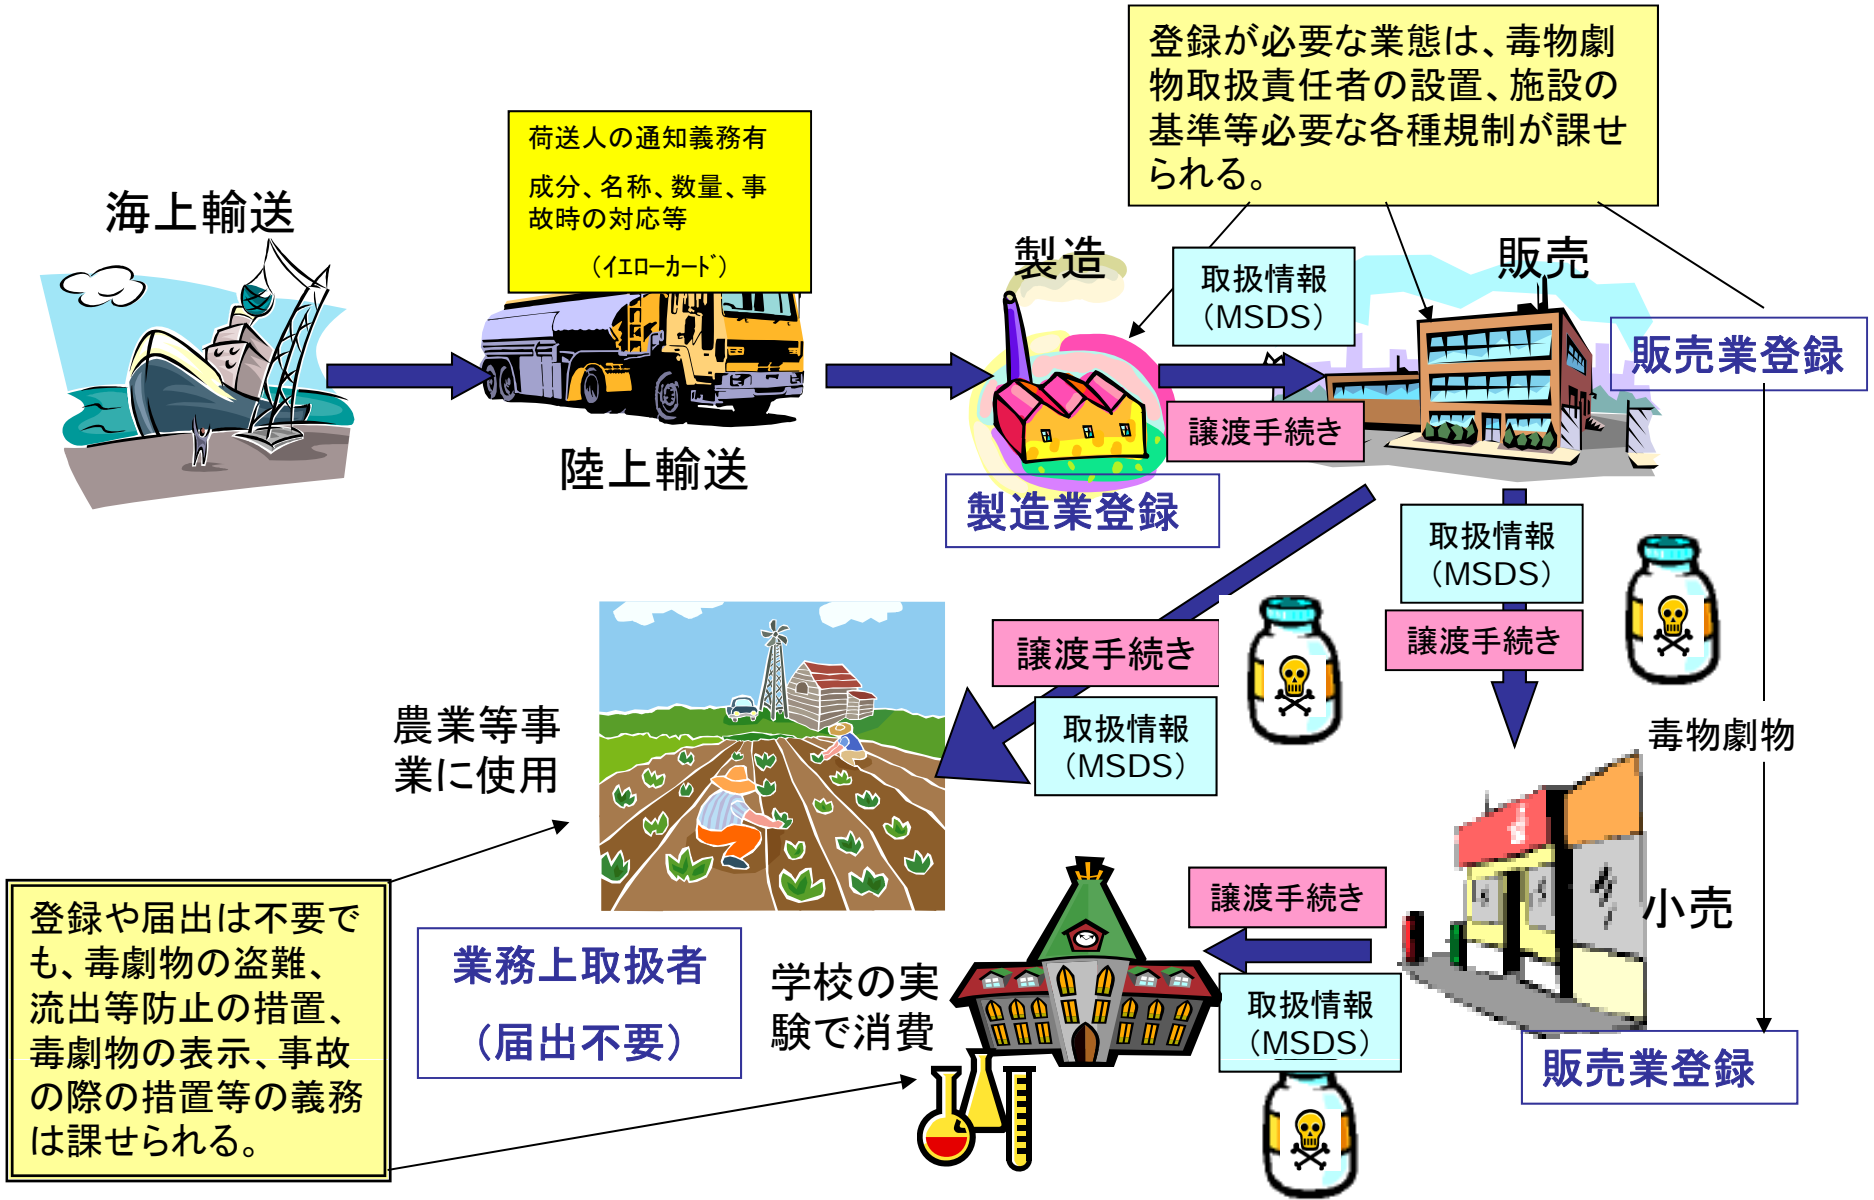 登録が必要な業態は、毒物劇
物取扱責任者の設置、施設の
基準等必要な各種規制が課せ
られる。
荷送人の通知義務有
成分、名称、数量、事
故時の対応等
（イエローカード）
海上輸送
陸上輸送
製造
取扱情報
（MSDS）
販売
販売業登録
譲渡手続き
製造業登録
取扱情報
（MSDS）
譲渡手続き
譲渡手続き
取扱情報
（MSDS）
毒物劇物
農業等事
業に使用
小売
譲渡手続き
取扱情報
（MSDS）
販売業登録
登録や届出は不要で
も、毒劇物の盗難、
流出等防止の措置、
毒劇物の表示、事故
の際の措置等の義務
は課せられる。
業務上取扱者
（届出不要）
学校の実
験で消費